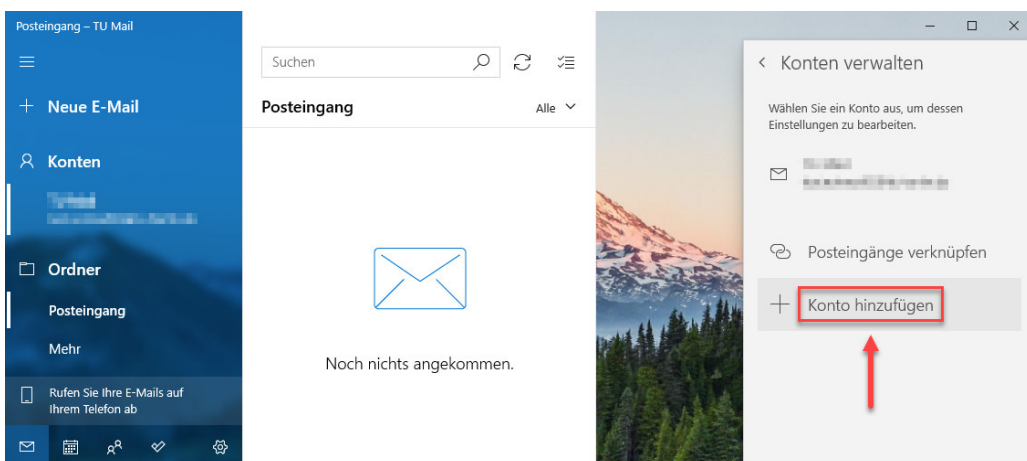 Posteingang – TU Mail
Neue E-Mail
Konten
Ordner
Posteingang
Mehr
Rufen Sie Ihre E-Mails auf
Ihrem Telefon ab
Suchen
Posteingang
Alle
Noch nichts angekommen.
Konten verwalten
Wählen Sie ein Konto aus, um dessen
Einstellungen zu bearbeiten.
Posteingänge verknüpfen
Konto hinzufügen